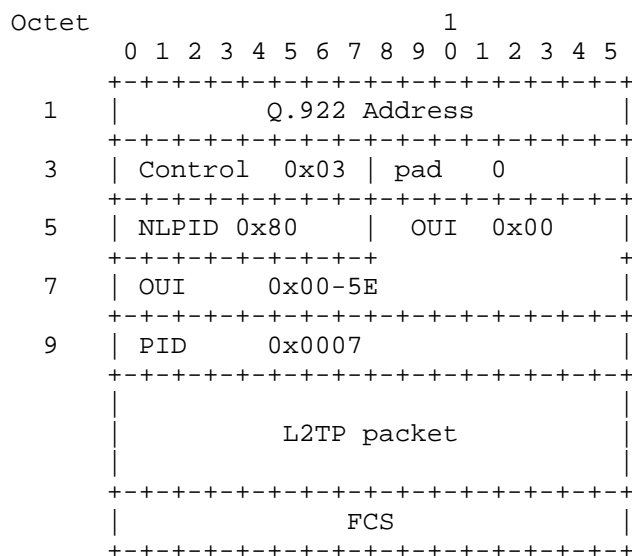 Octet                      1
       0 1 2 3 4 5 6 7 8 9 0 1 2 3 4 5
      +-+-+-+-+-+-+-+-+-+-+-+-+-+-+-+-+
  1   |         Q.922 Address         |
      +-+-+-+-+-+-+-+-+-+-+-+-+-+-+-+-+
  3   | Control  0x03 | pad   0       |
      +-+-+-+-+-+-+-+-+-+-+-+-+-+-+-+-+
  5   | NLPID 0x80    |  OUI  0x00    |
      +-+-+-+-+-+-+-+-+               +
  7   | OUI     0x00-5E               |
      +-+-+-+-+-+-+-+-+-+-+-+-+-+-+-+-+
  9   | PID     0x0007                |
      +-+-+-+-+-+-+-+-+-+-+-+-+-+-+-+-+
      |                               |
      |          L2TP packet          |
      |                               |
      +-+-+-+-+-+-+-+-+-+-+-+-+-+-+-+-+
      |              FCS              |
      +-+-+-+-+-+-+-+-+-+-+-+-+-+-+-+-+